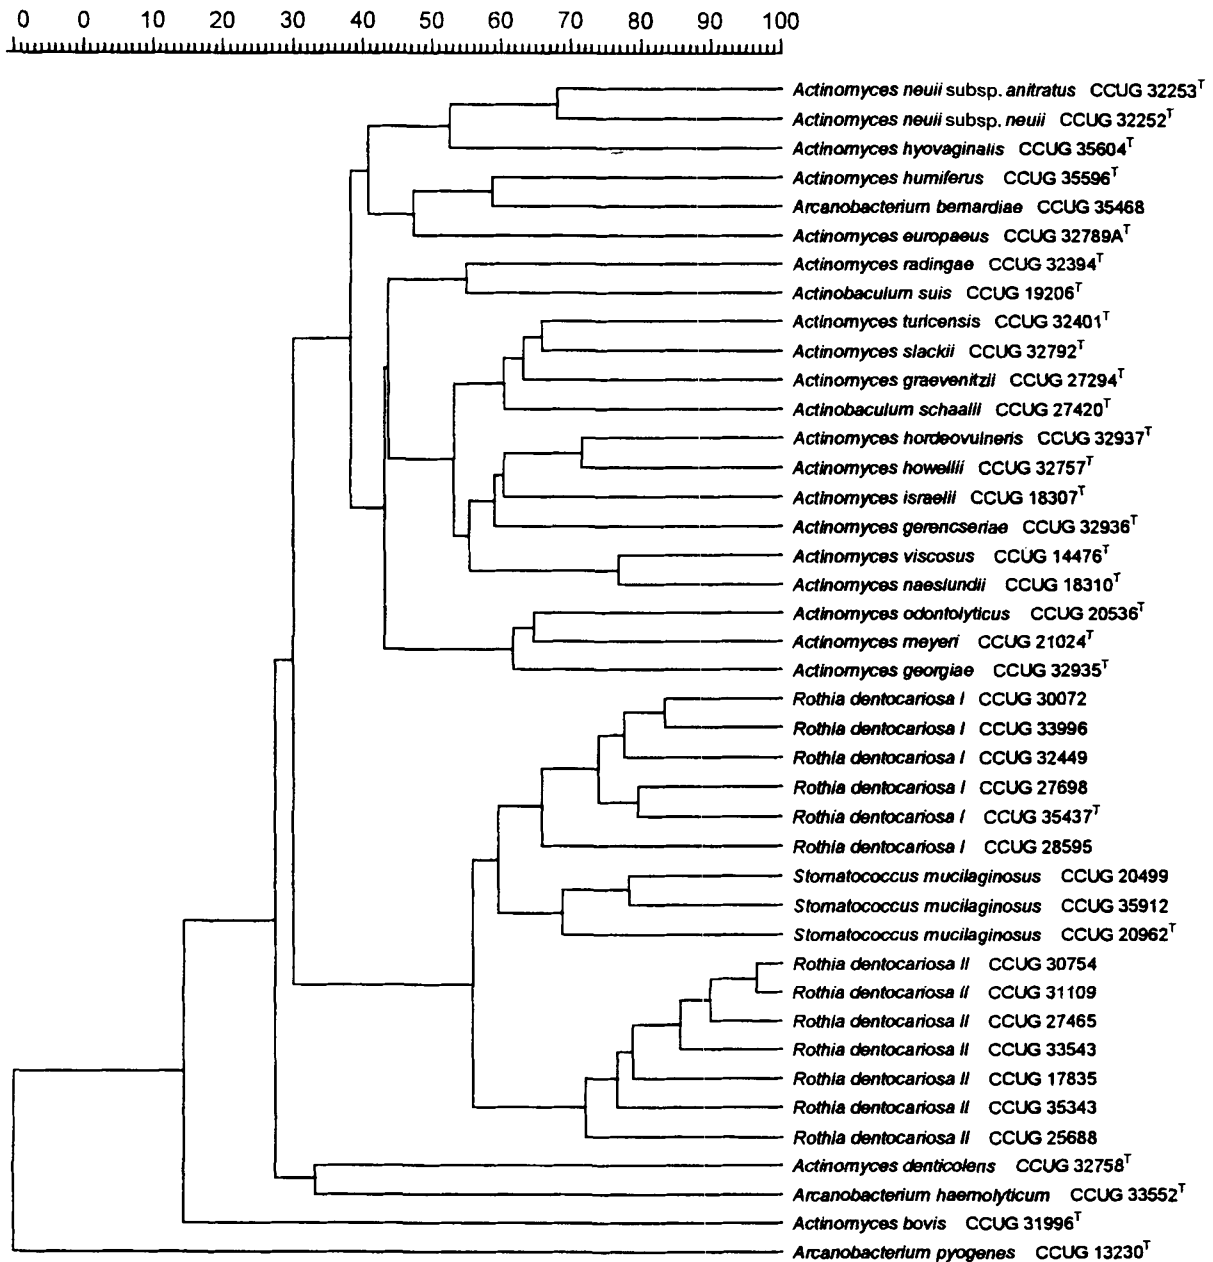 0 0 10 20 30 40 50 60 70 80 90 100
Actinomyces neuii subsp. anitratus CCUG 32253T
Actinomyces neuii subsp. neuii CCUG 32252T
Actinomyces hyovaginalis CCUG 35604T
Actinomyces humiferus CCUG 35596T
Arcanobacterium bernardiae CCUG 35468
Actinomyces europaeus CCUG 32789AT
Actinomyces radingae CCUG 32394T
Actinobaculum suis CCUG 19206T
Actinomyces turicensis CCUG 32401T
Actinomyces slackii CCUG 32792T
Actinomyces graevenitzii CCUG 27294T
Actinobaculum schaalii CCUG 27420T
Actinomyces hordeovulneris CCUG 32937T
Actinomyces howellii CCUG 32757T
Actinomyces israelii CCUG 18307T
Actinomyces gerencseriae CCUG 32936T
Actinomyces viscosus CCUG 14476T
Actinomyces naeslundii CCUG 18310T
Actinomyces odontolyticus CCUG 20536T
Actinomyces meyeri CCUG 21024T
Actinomyces georgiae CCUG 32935T
Rothia dentocariosa I CCUG 30072
Rothia dentocariosa I CCUG 33996
Rothia dentocariosa I CCUG 32449
Rothia dentocariosa I CCUG 27698
Rothia dentocariosa I CCUG 35437T
Rothia dentocariosa I CCUG 28595
Stomatococcus mucilaginosus CCUG 20499
Stomatococcus mucilaginosus CCUG 35912
Stomatococcus mucilaginosus CCUG 20962T
Rothia dentocariosa II CCUG 30754
Rothia dentocariosa II CCUG 31109
Rothia dentocariosa II CCUG 27465
Rothia dentocariosa II CCUG 33543
Rothia dentocariosa II CCUG 17835
Rothia dentocariosa II CCUG 35343
Rothia dentocariosa II CCUG 25688
Actinomyces denticolens CCUG 32758T
Arcanobacterium haemolyticum CCUG 33552T
Actinomyces bovis CCUG 31996T
Arcanobacterium pyogenes CCUG 13230T